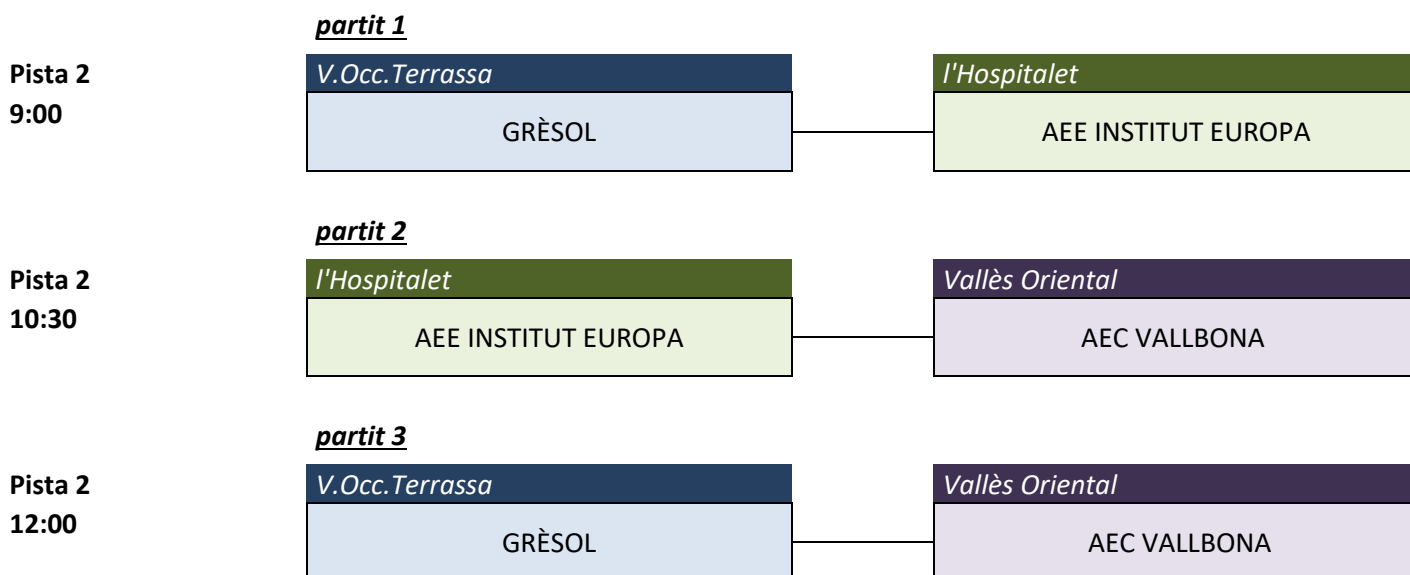 partit 1
Pista 2
V.Occ.Terrassa
l'Hospitalet
9:00
GRÈSOL
AEE INSTITUT EUROPA
partit 2
Pista 2
l'Hospitalet
Vallès Oriental
10:30
AEE INSTITUT EUROPA
AEC VALLBONA
partit 3
Pista 2
V.Occ.Terrassa
Vallès Oriental
12:00
GRÈSOL
AEC VALLBONA